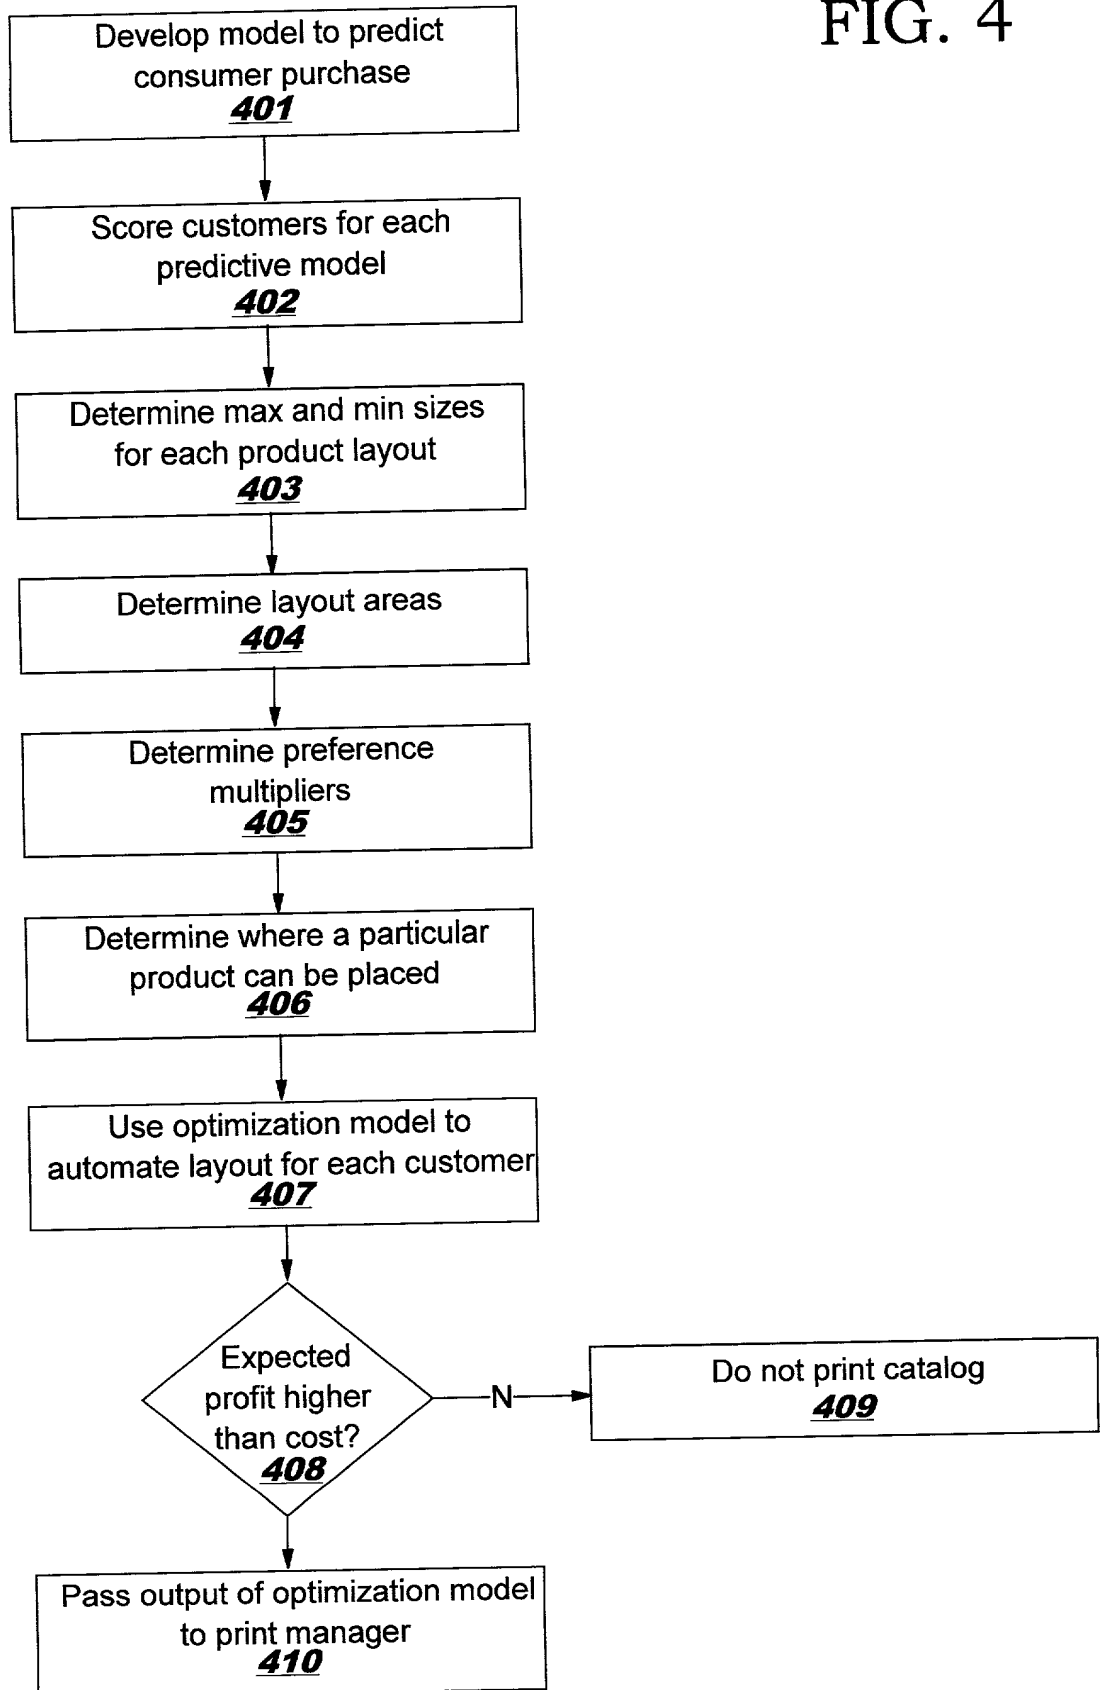 FIG. 4
Develop model to predict
consumer purchase
401
Score customers for each
predictive model
402
Determine max and min sizes
for each product layout
403
Determine layout areas
404
Determine preference
multipliers
405
Determine where a particular
product can be placed
406
Use optimization model to
automate layout for each customer
407
Expected
profit higher
than cost?
408
N
Do not print catalog
409
Pass output of optimization model
to print manager
410